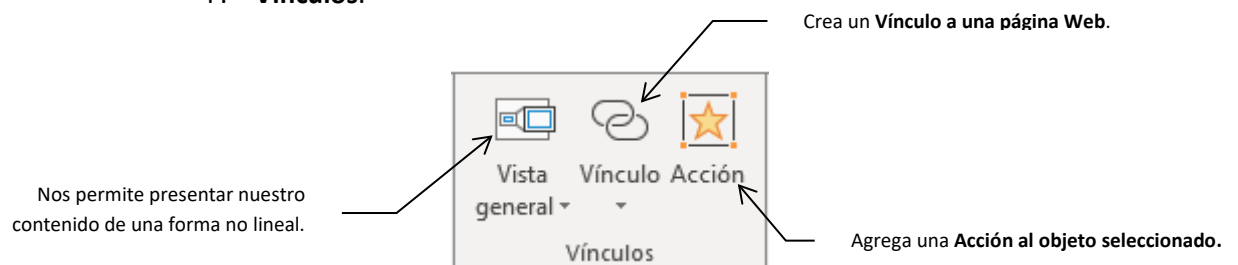 Vínculos.
Crea un Vínculo a una página Web.
Vista general
Vínculo
Acción
Nos permite presentar nuestro
contenido de una forma no lineal.
Agrega una Acción al objeto seleccionado.
Vínculos